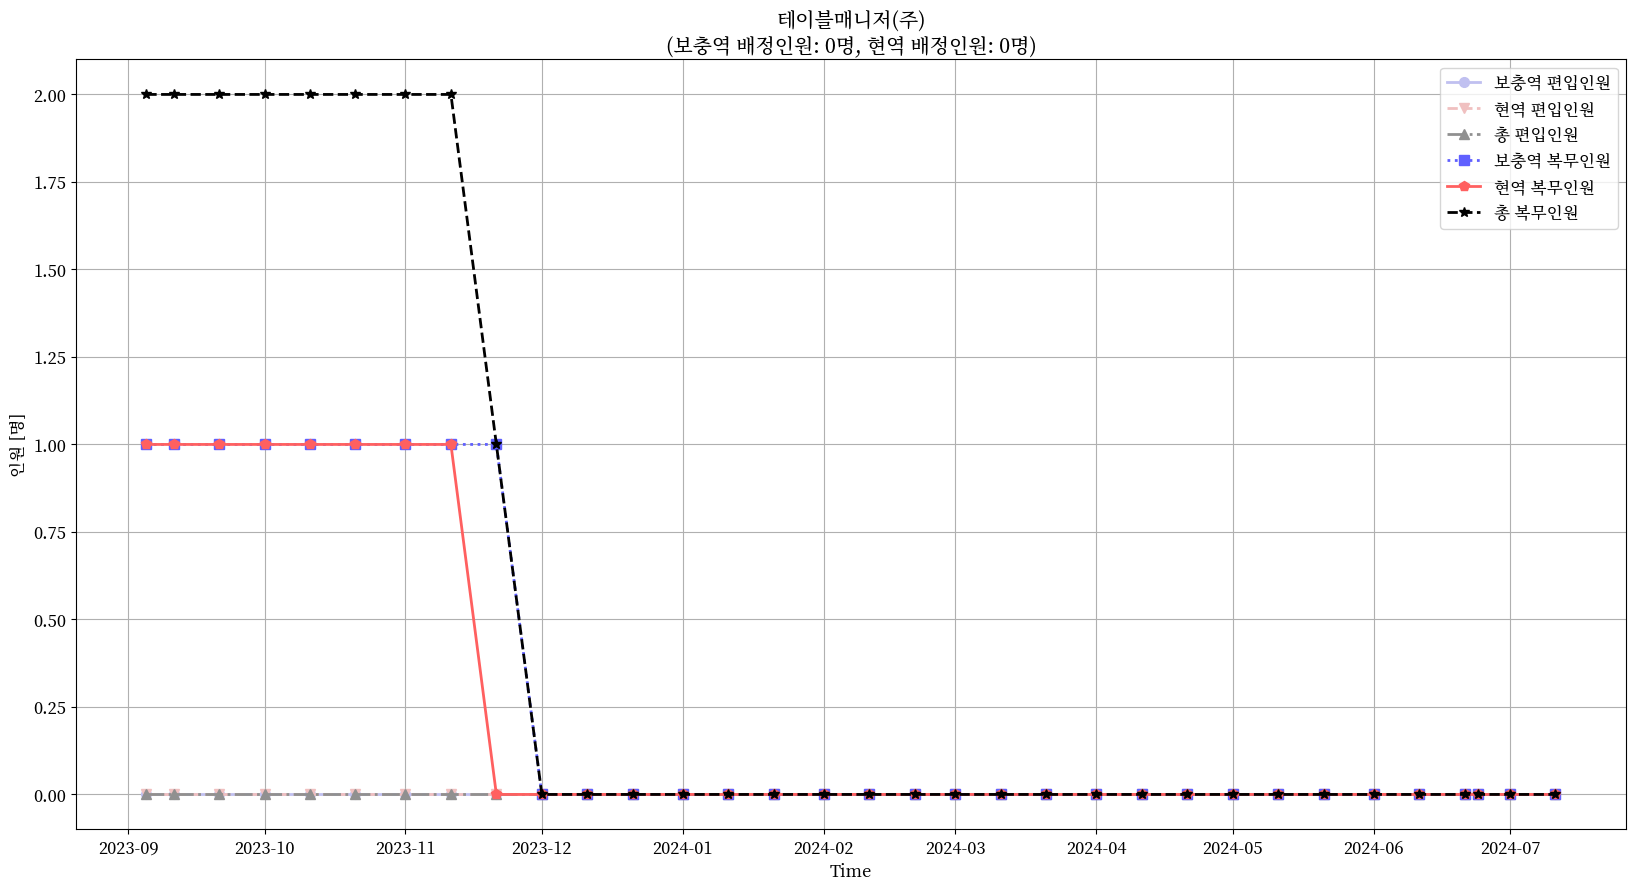 테이블매니저(주)
(보충역 배정인원: 0명, 현역 배정인원: 0명)
보충역 편입인원
현역 편입인원
총 편입인원
보충역 복무인원
현역 복무인원
총 복무인원
인원 [명]
2.00
1.75
1.50
1.25
1.00
0.75
0.50
0.25
0.00
2023-09 2023-10 2023-11 2023-12 2024-01 2024-02 2024-03 2024-04 2024-05 2024-06 2024-07
Time